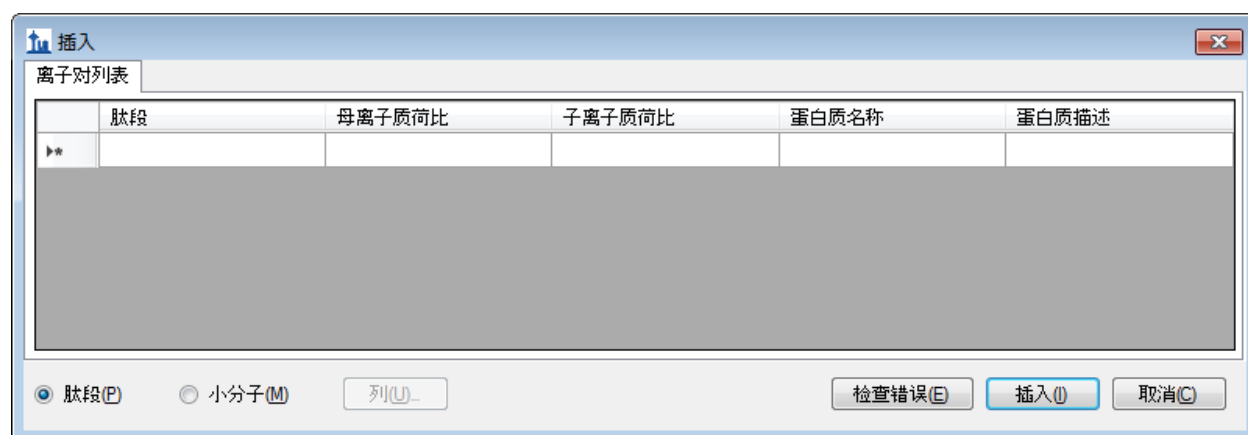 插入
离子对列表
肽段 母离子质荷比 子离子质荷比 蛋白质名称 蛋白质描述
肽段(P) 小分子(M) 列(U)... 检查错误(E) 插入(I) 取消(C)